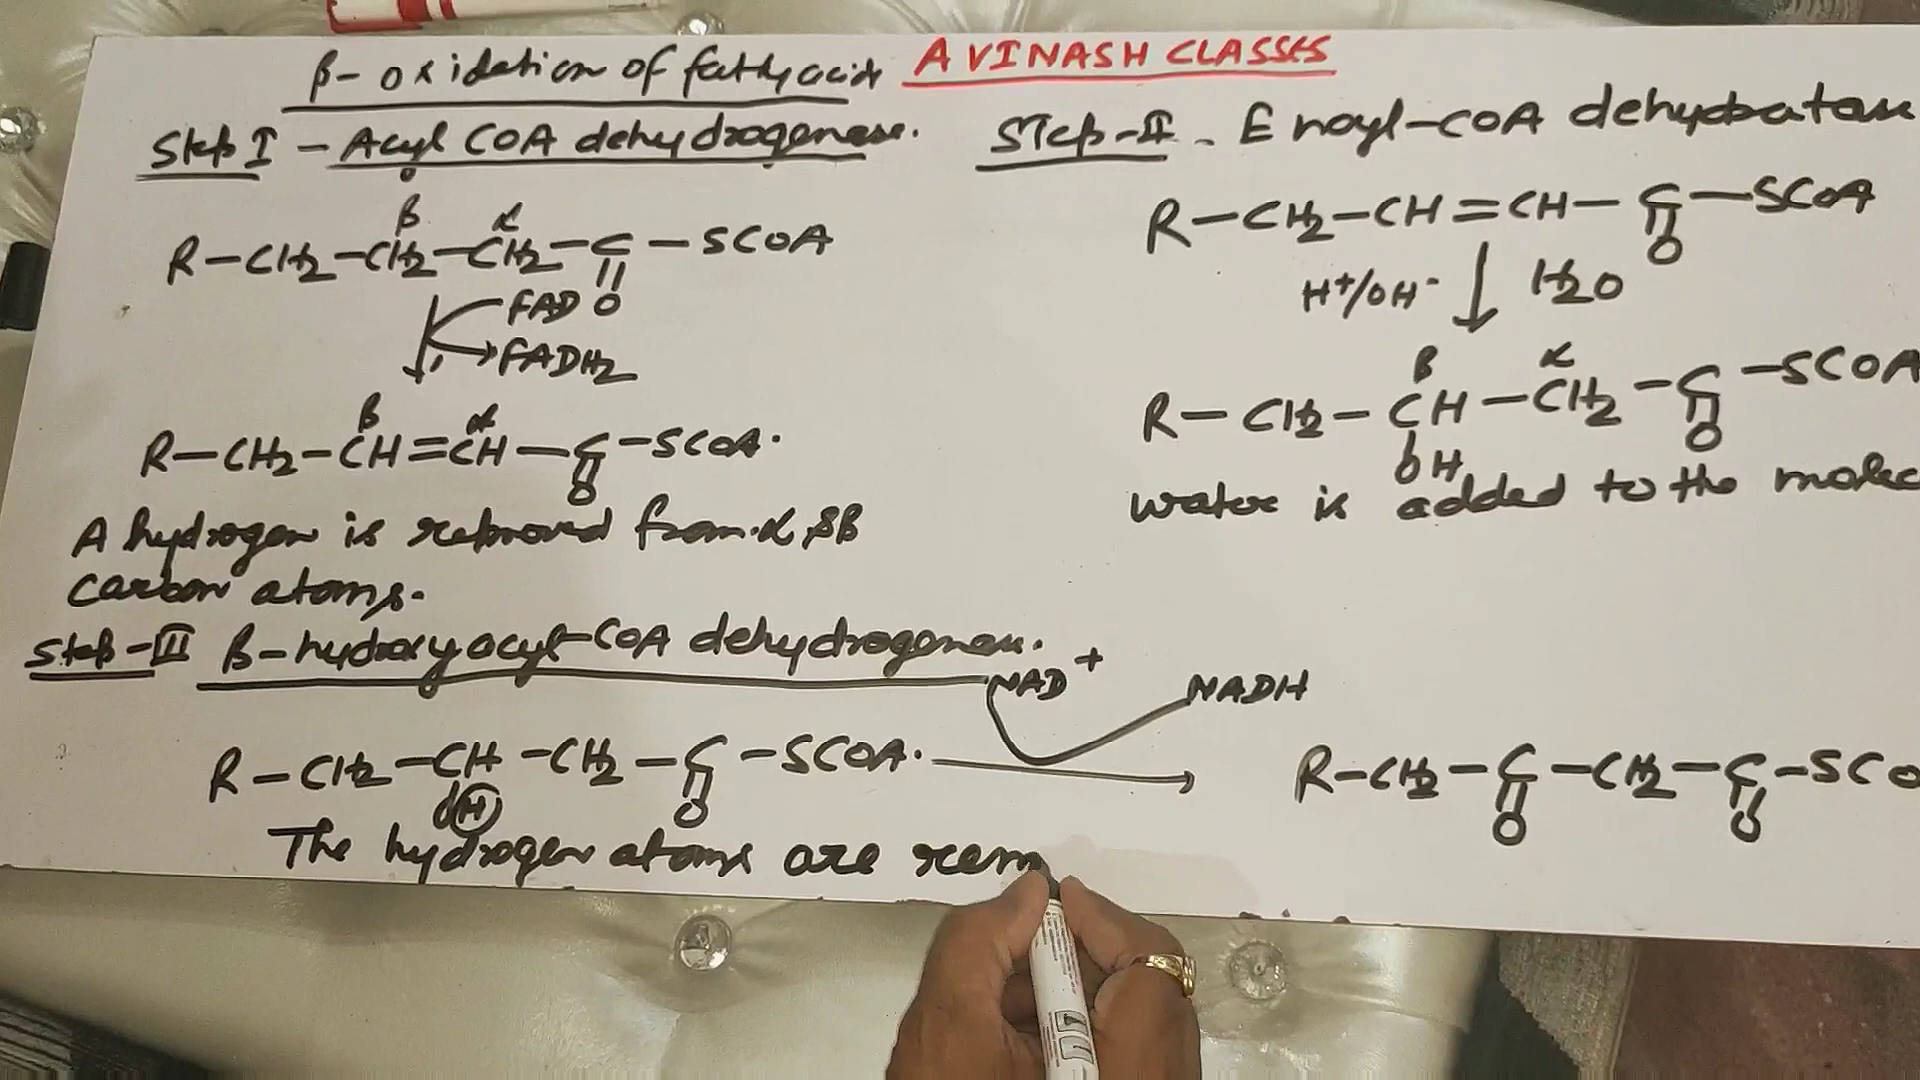 β- oxidation of fatty acids AVINASH CLASSES
Step I - Acyl COA dehydrogenase.
β α
R-CH2-CH2-CH2-C-SCOA
O
FAD
FADH2
β α
R-CH2-CH=CH-C-SCOA.
O
A hydrogen is removed from α, &β
carbon atoms.
Step-II - Enoyl-COA dehydratase
R-CH2-CH=CH-C-SCOA
O
H+/OH- H2O
β α
R-CH2-CH-CH2-C-SCOA
OH O
water is added to the molec
Step-III β-hydroxyacyl-COA dehydrogenase.
NAD+ NADH
R-CH2-CH-CH2-C-SCOA. R-CH2-C-CH2-C-SCO
OH O O O
The hydrogen atoms are rem